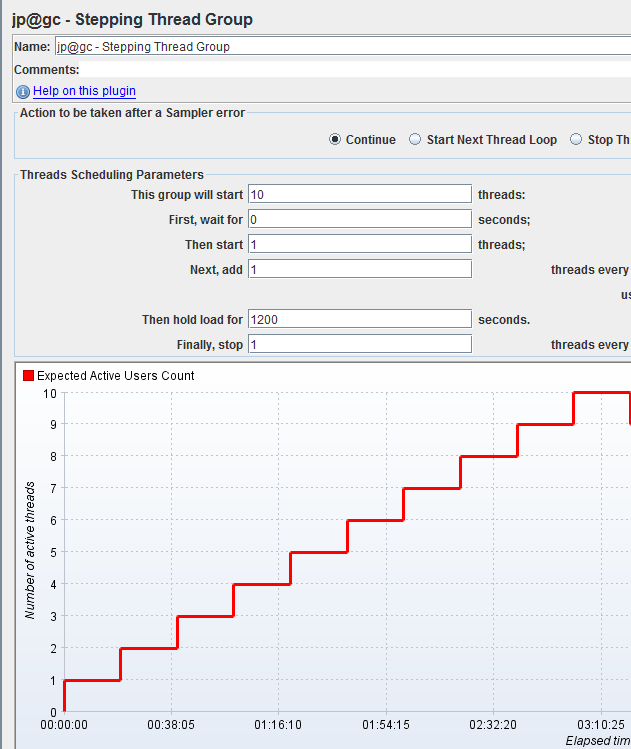 jp@gc - Stepping Thread Group
Name: jp@gc - Stepping Thread Group
Comments:
Help on this plugin
Action to be taken after a Sampler error
Continue Start Next Thread Loop Stop Th
Threads Scheduling Parameters
This group will start 10 threads:
First, wait for 0 seconds;
Then start 1 threads;
Next, add 1 threads every
us
Then hold load for 1200 seconds.
Finally, stop 1 threads every
Expected Active Users Count
10
9
8
7
6
5
4
3
2
1
0
Number of active threads
00:00:00 00:38:05 01:16:10 01:54:15 02:32:20 03:10:25
Elapsed tim